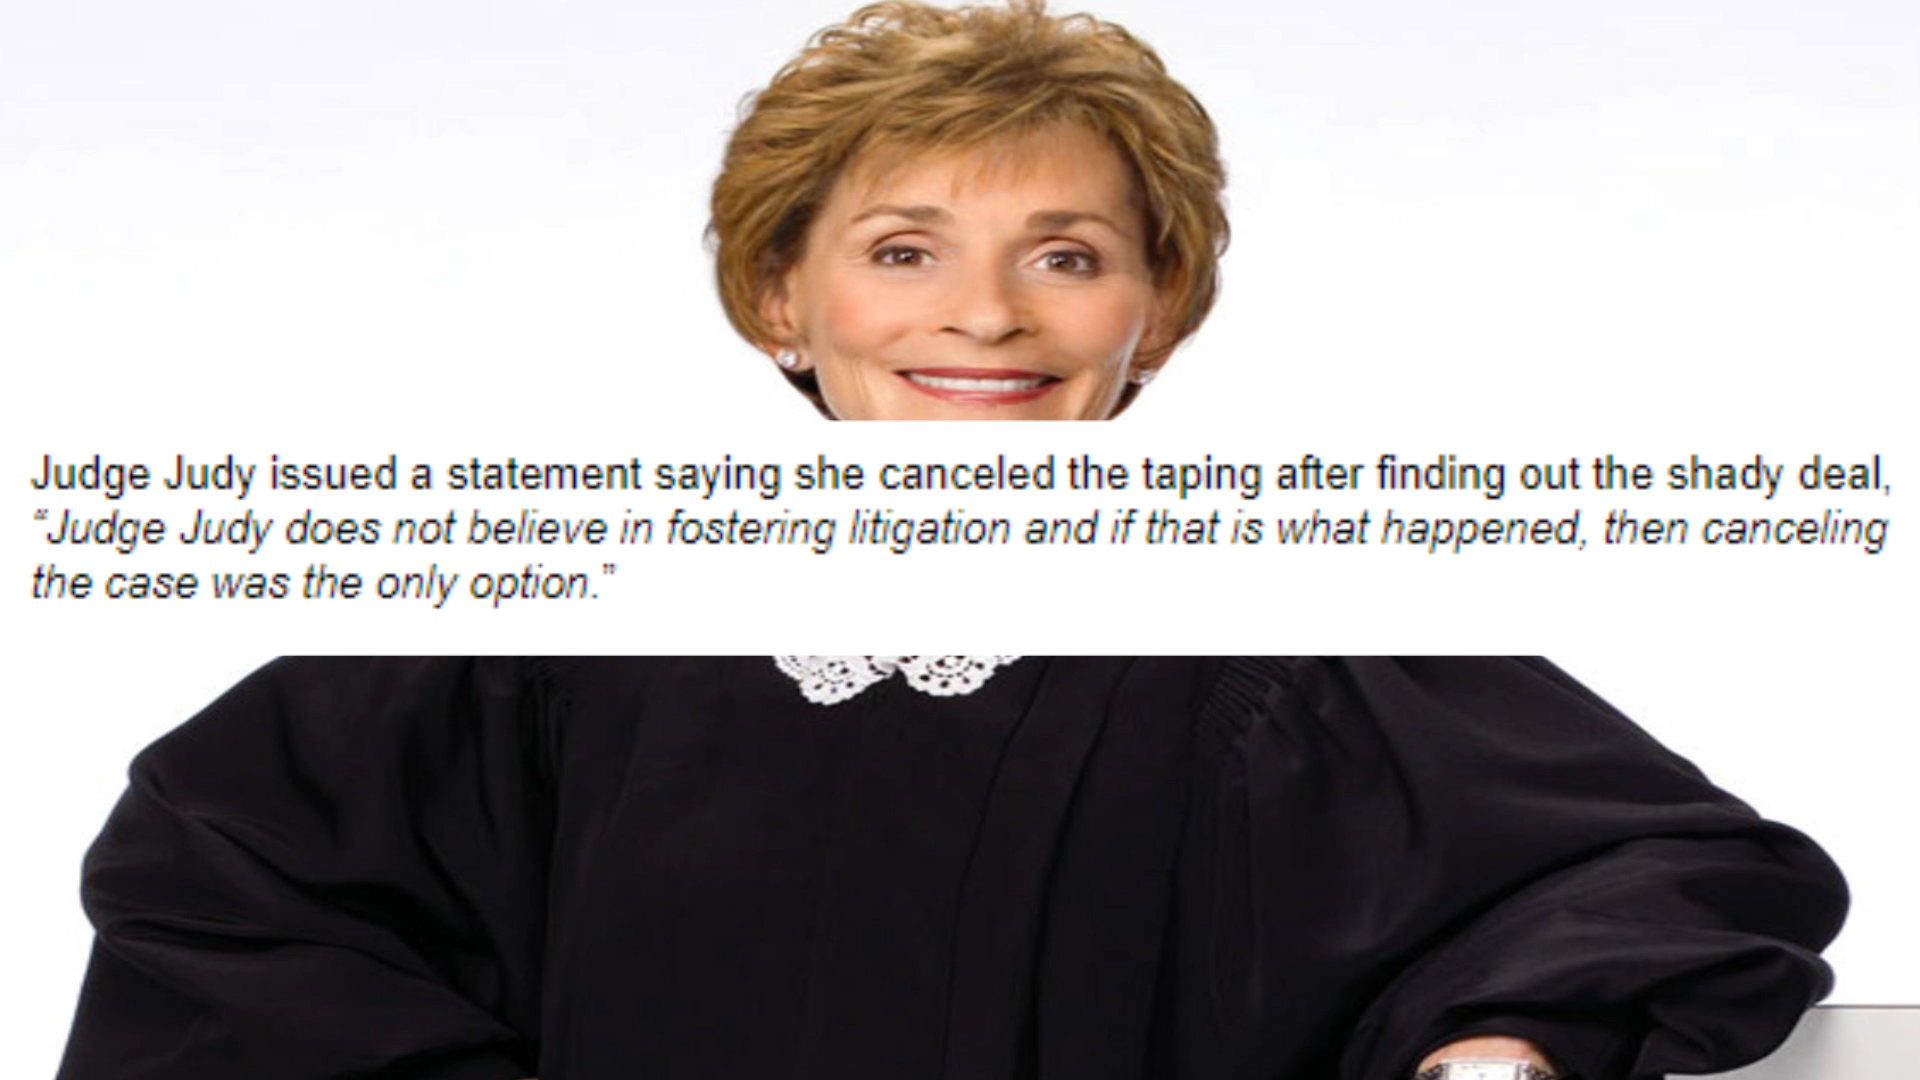 Judge Judy issued a statement saying she canceled the taping after finding out the shady deal,
“Judge Judy does not believe in fostering litigation and if that is what happened, then canceling
the case was the only option.”